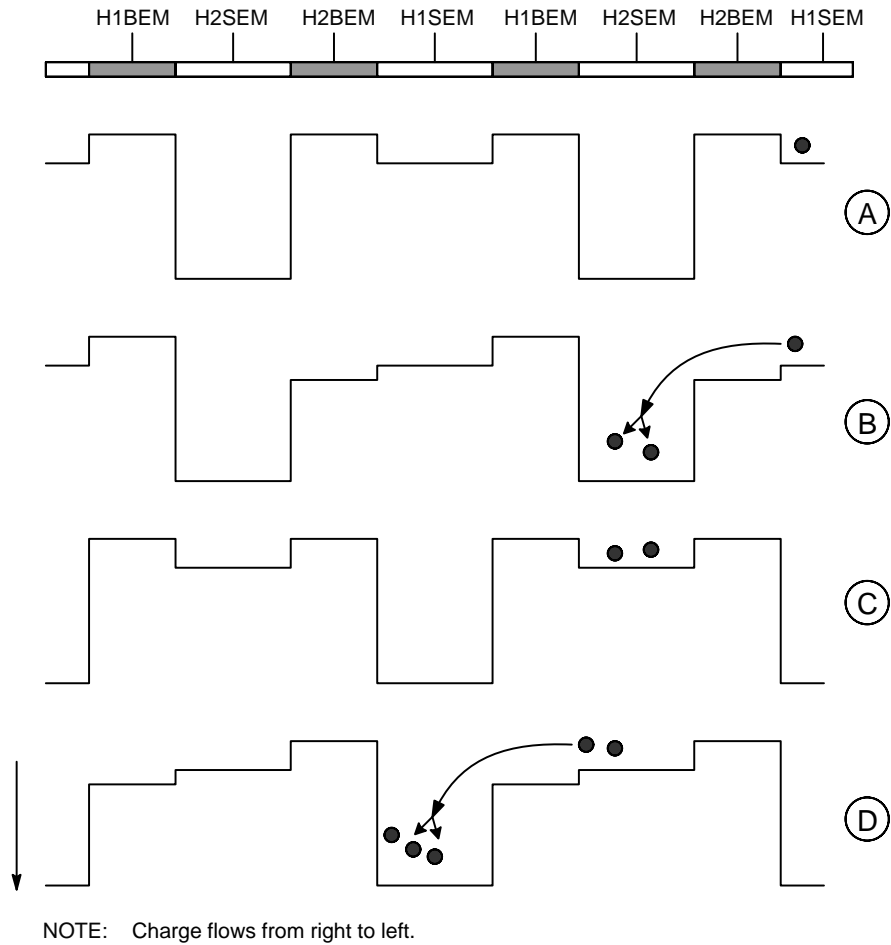 H1BEM H2SEM H2BEM H1SEM H1BEM H2SEM H2BEM H1SEM
A
B
C
D
NOTE: Charge flows from right to left.